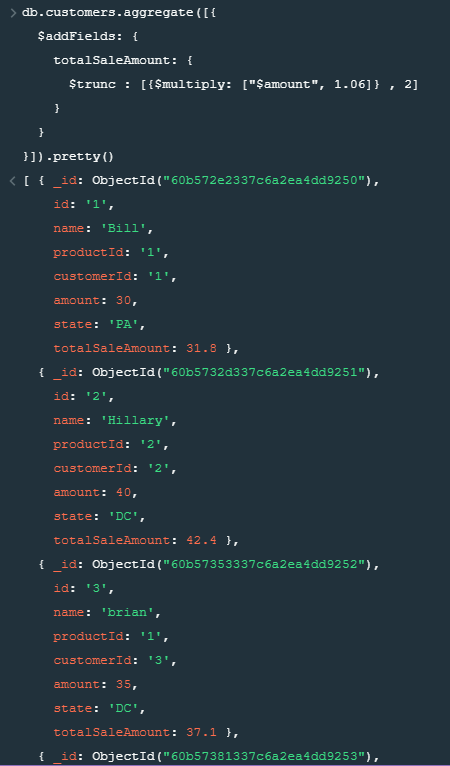 > db.customers.aggregate([{
$addFields: {
totalSaleAmount: {
$trunc : [{$multiply: ["$amount", 1.06]} , 2]
}
}
}]).pretty()
< [ { _id: ObjectId("60b572e2337c6a2ea4dd9250"),
id: '1',
name: 'Bill',
productId: '1',
customerId: '1',
amount: 30,
state: 'PA',
totalSaleAmount: 31.8 },
{ _id: ObjectId("60b5732d337c6a2ea4dd9251"),
id: '2',
name: 'Hillary',
productId: '2',
customerId: '2',
amount: 40,
state: 'DC',
totalSaleAmount: 42.4 },
{ _id: ObjectId("60b57353337c6a2ea4dd9252"),
id: '3',
name: 'brian',
productId: '1',
customerId: '3',
amount: 35,
state: 'DC',
totalSaleAmount: 37.1 },
{ _id: ObjectId("60b57381337c6a2ea4dd9253"),